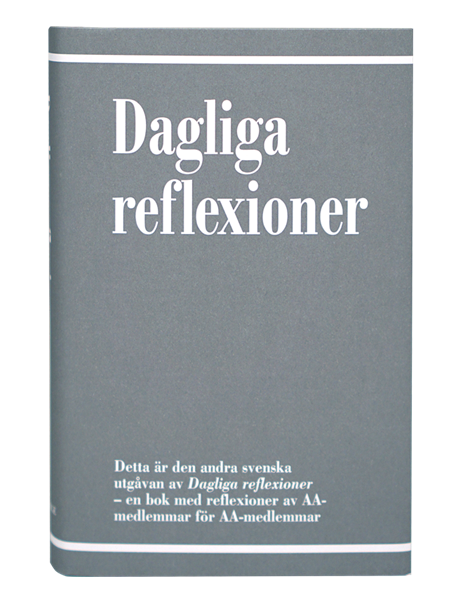 Dagliga
reflexioner
Detta är den andra svenska
utgåvan av Dagliga reflexioner
– en bok med reflexioner av AA-
medlemmar för AA-medlemmar